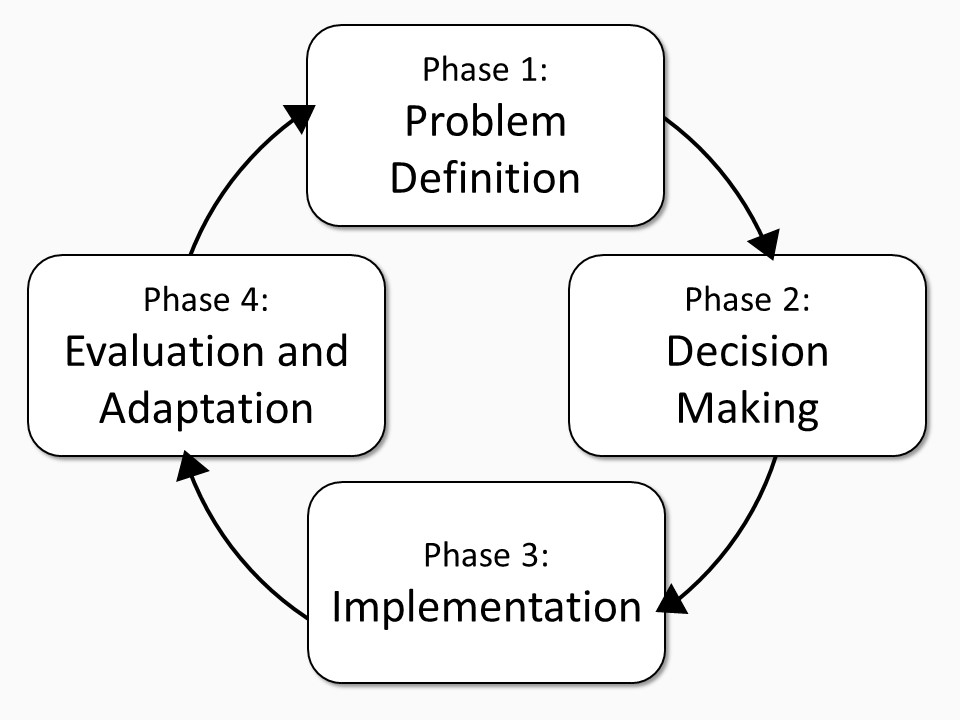 Phase 1:
Problem
Definition
Phase 2:
Decision
Making
Phase 3:
Implementation
Phase 4:
Evaluation and
Adaptation